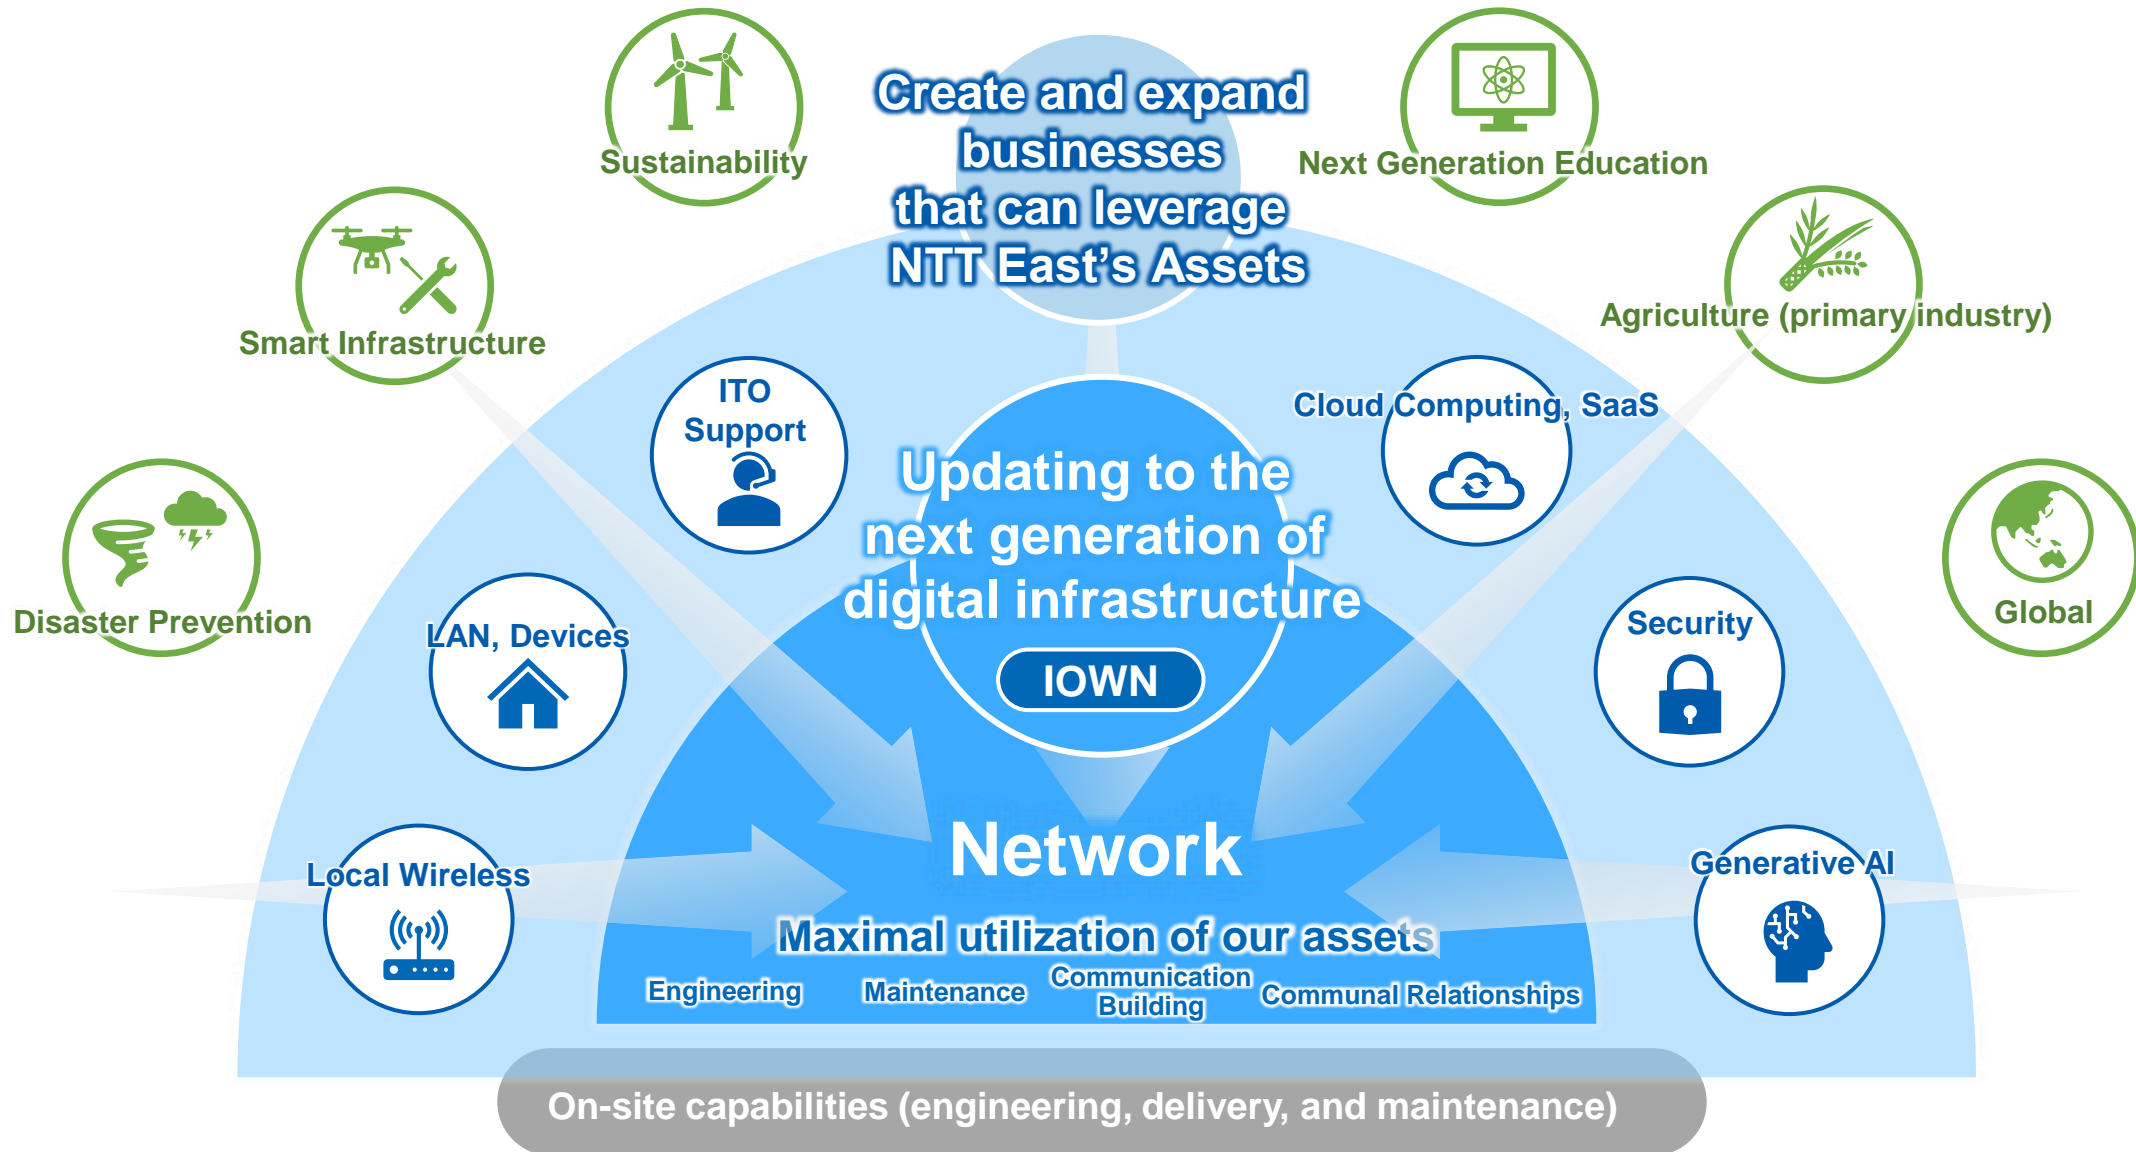 Create and expand
businesses
that can leverage
NTT East's Assets
Sustainability
Next Generation Education
Smart Infrastructure
Agriculture (primary industry)
Disaster Prevention
Global
ITO
Support
Cloud Computing, SaaS
Updating to the
next generation of
digital infrastructure
IOWN
LAN, Devices
Security
Local Wireless
Generative AI
Network
Maximal utilization of our assets
Engineering
Maintenance
Communication
Building
Communal Relationships
On-site capabilities (engineering, delivery, and maintenance)